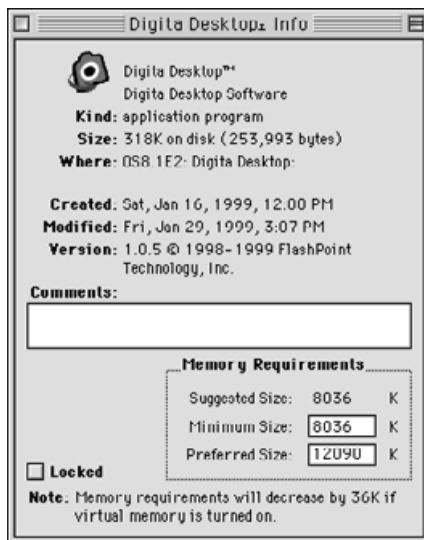 Digita Desktop™ Info
Digita Desktop™
Digita Desktop Software
Kind: application program
Size: 318K on disk (253,993 bytes)
Where: OS8.1E2: Digita Desktop:
Created: Sat, Jan 16, 1999, 12:00 PM
Modified: Fri, Jan 29, 1999, 3:07 PM
Version: 1.0.5 © 1998-1999 FlashPoint
Technology, Inc.
Comments:
Memory Requirements
Suggested Size: 8036 K
Minimum Size: 8036 K
Preferred Size: 12090 K
Locked
Note: Memory requirements will decrease by 36K if
virtual memory is turned on.